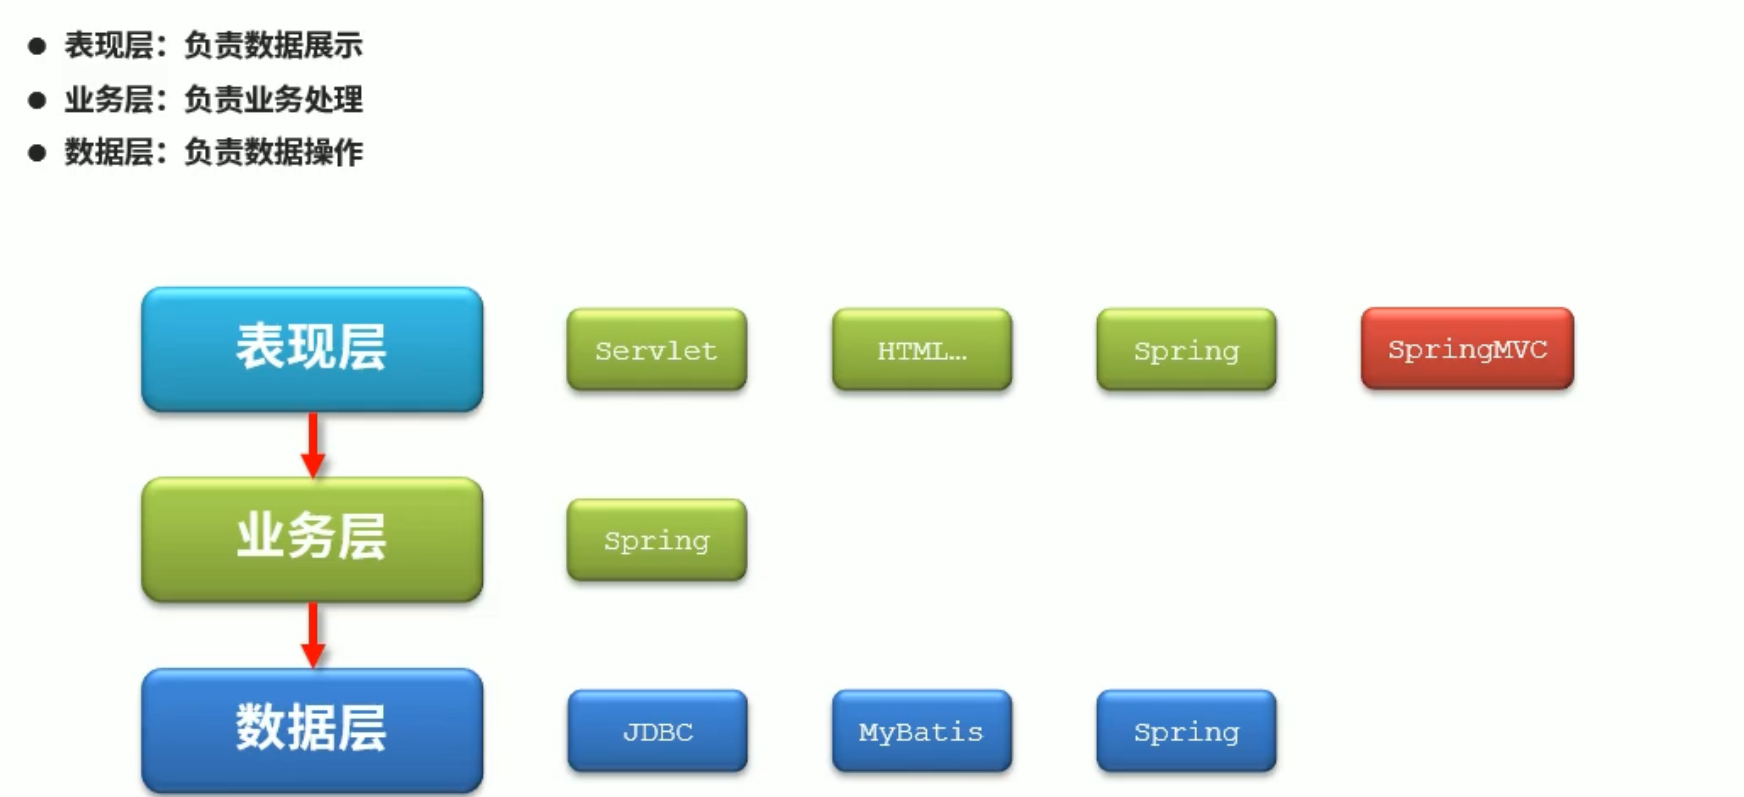 ● 表现层：负责数据展示
● 业务层：负责业务处理
● 数据层：负责数据操作
表现层 Servlet HTML… Spring SpringMVC
业务层 Spring
数据层 JDBC MyBatis Spring